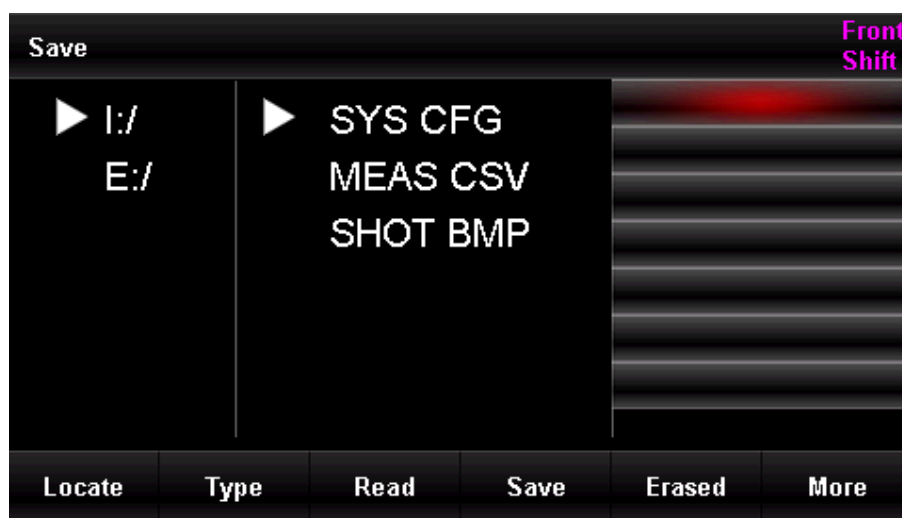 Save
Front
Shift
I:/
E:/
SYS CFG
MEAS CSV
SHOT BMP
Locate Type Read Save Erased More